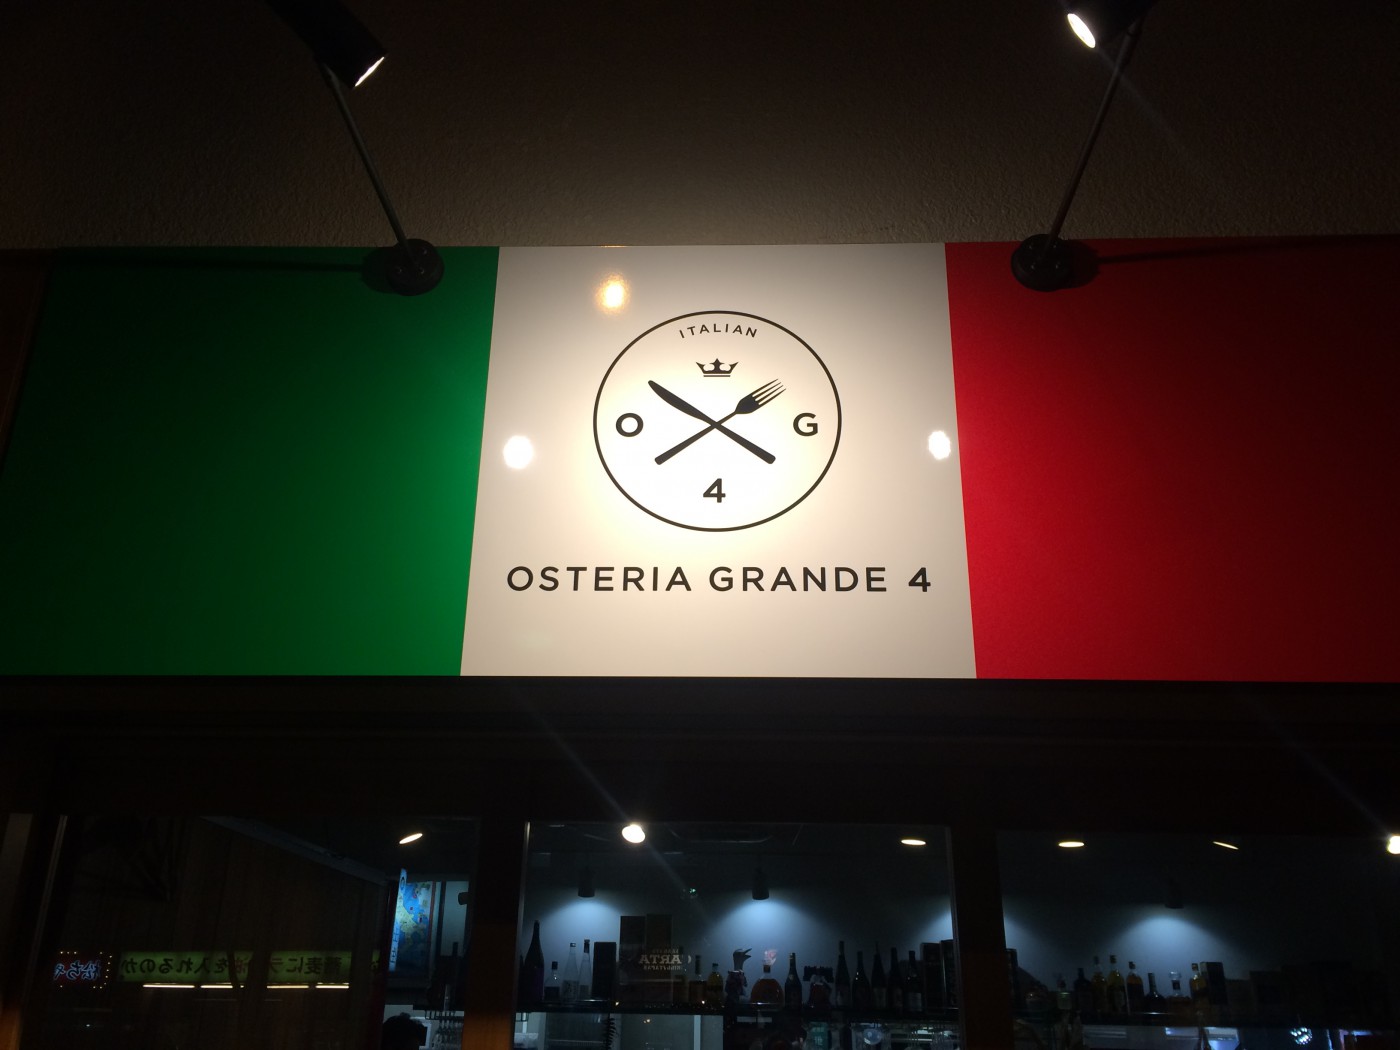 ITALIAN
O G
4
OSTERIA GRANDE 4